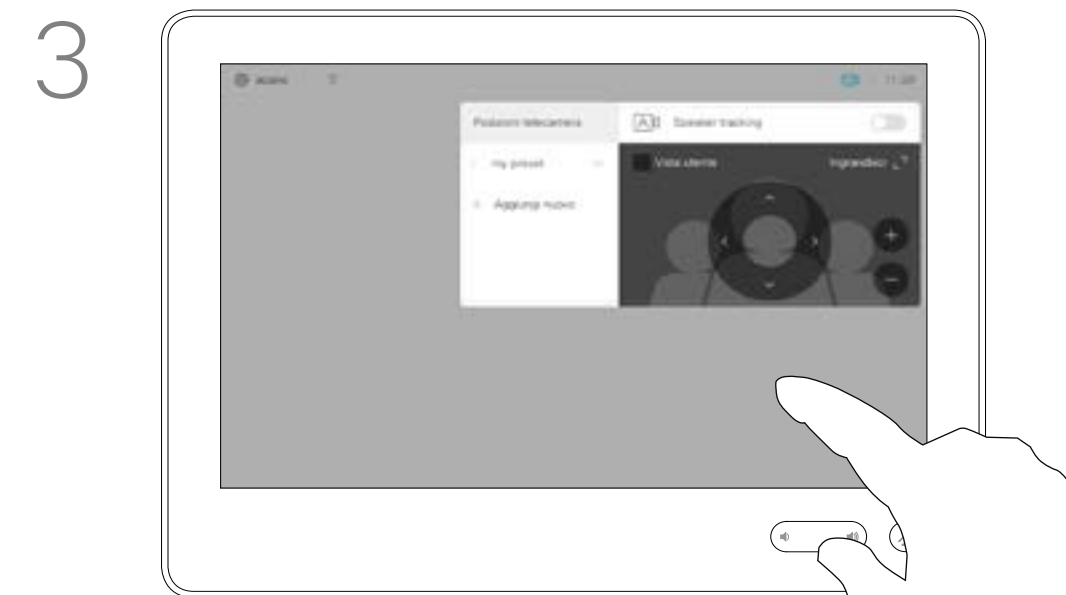 3
Posizioni telecamera
Speaker tracking
my preset
Vista utente
Ingrandisci
Aggiungi nuovo